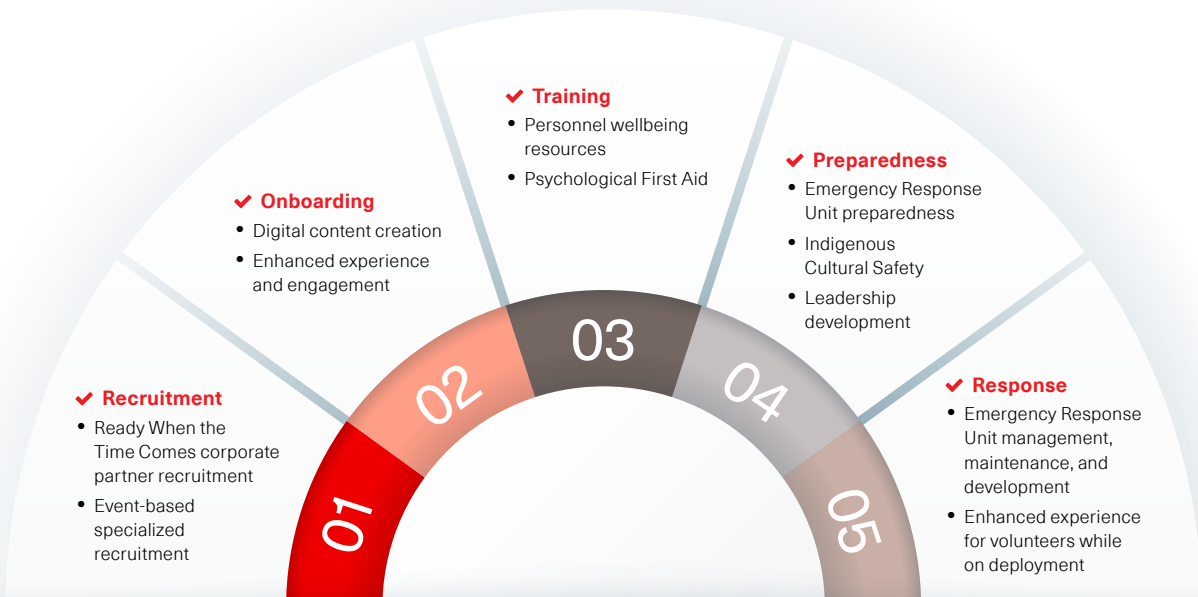 Recruitment
Ready When the
Time Comes corporate
partner recruitment
Event-based
specialized
recruitment
01
Onboarding
Digital content creation
Enhanced experience
and engagement
02
Training
Personnel wellbeing
resources
Psychological First Aid
03
Preparedness
Emergency Response
Unit preparedness
Indigenous
Cultural Safety
Leadership
development
04
Response
Emergency Response
Unit management,
maintenance, and
development
Enhanced experience
for volunteers while
on deployment
05